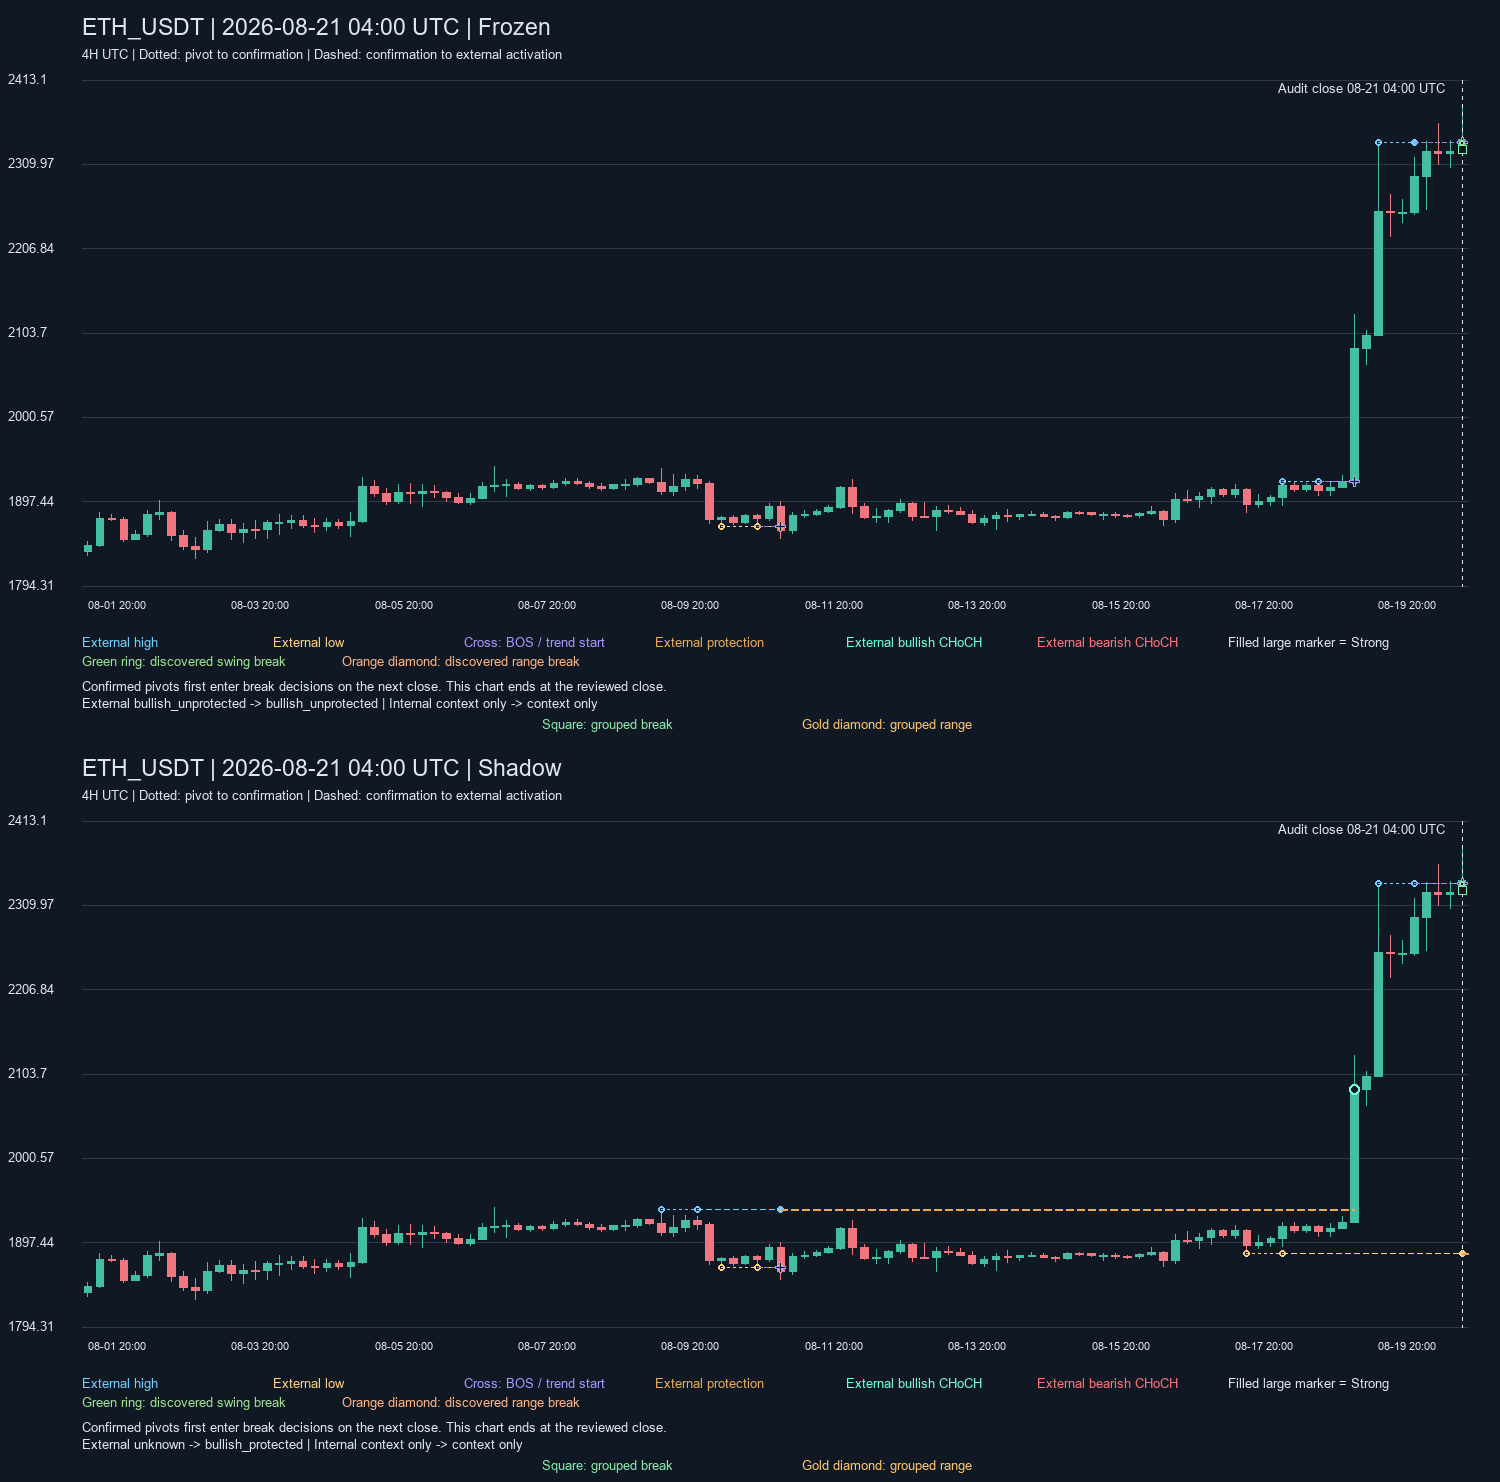 ETH_USDT | 2026-08-21 04:00 UTC | Frozen
4H UTC | Dotted: pivot to confirmation | Dashed: confirmation to external activation
2413.1
Audit close 08-21 04:00 UTC
2309.97
2206.84
2103.7
2000.57
1897.44
1794.31
08-01 20:00 08-03 20:00 08-05 20:00 08-07 20:00 08-09 20:00 08-11 20:00 08-13 20:00 08-15 20:00 08-17 20:00 08-19 20:00
External high External low Cross: BOS / trend start External protection External bullish CHoCH External bearish CHoCH Filled large marker = Strong
Green ring: discovered swing break Orange diamond: discovered range break
Confirmed pivots first enter break decisions on the next close. This chart ends at the reviewed close.
External bullish_unprotected -> bullish_unprotected | Internal context only -> context only
Square: grouped break Gold diamond: grouped range
ETH_USDT | 2026-08-21 04:00 UTC | Shadow
4H UTC | Dotted: pivot to confirmation | Dashed: confirmation to external activation
2413.1
Audit close 08-21 04:00 UTC
2309.97
2206.84
2103.7
2000.57
1897.44
1794.31
08-01 20:00 08-03 20:00 08-05 20:00 08-07 20:00 08-09 20:00 08-11 20:00 08-13 20:00 08-15 20:00 08-17 20:00 08-19 20:00
External high External low Cross: BOS / trend start External protection External bullish CHoCH External bearish CHoCH Filled large marker = Strong
Green ring: discovered swing break Orange diamond: discovered range break
Confirmed pivots first enter break decisions on the next close. This chart ends at the reviewed close.
External unknown -> bullish_protected | Internal context only -> context only
Square: grouped break Gold diamond: grouped range